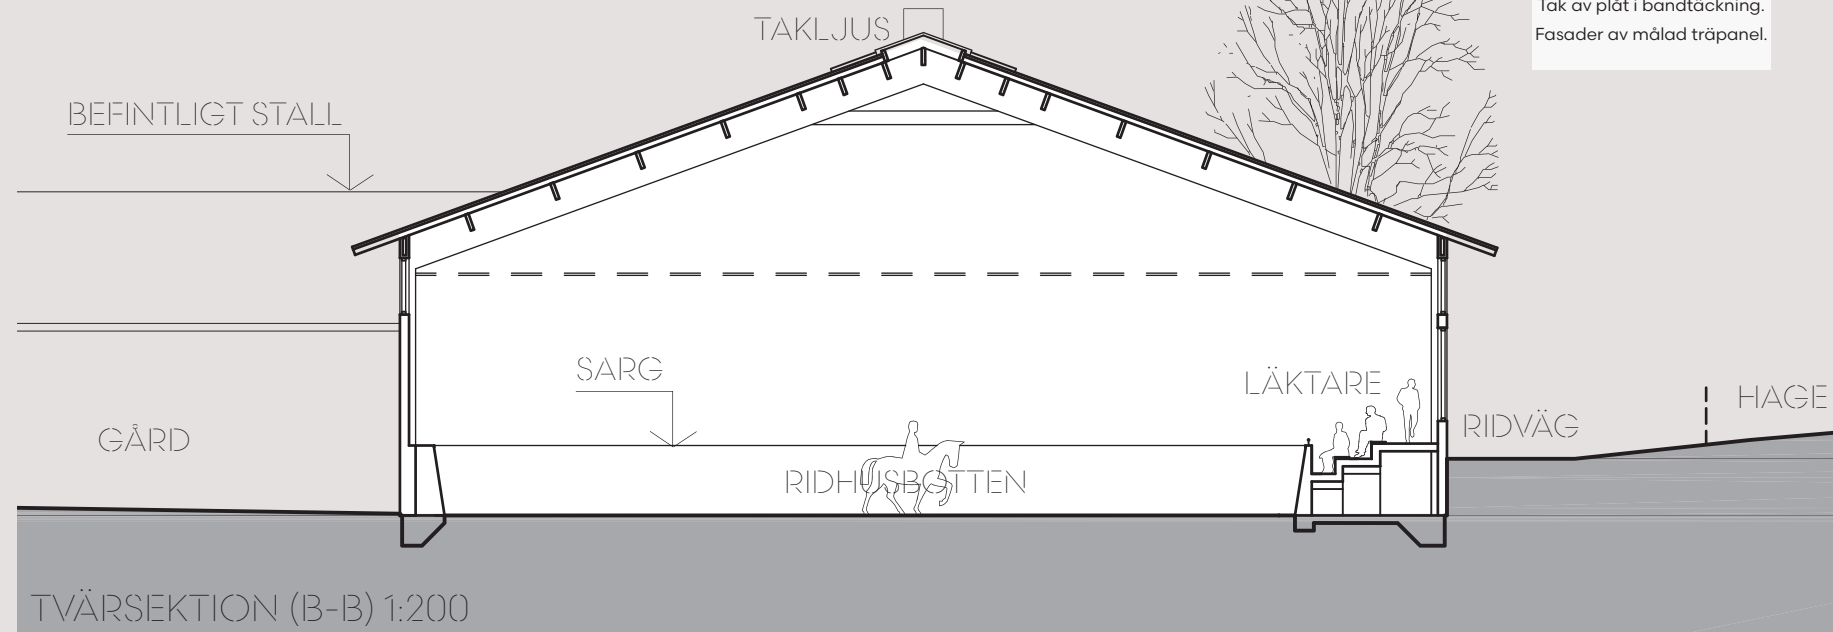 Tak av plåt i bandtäckning.
Fasader av målad träpanel.
TAKLJUS
BEFINTLIGT STALL
SARG
LÄKTARE
HAGE
RIDVÄG
GÅRD
RIDHUSBOTTEN
TVÄRSEKTION (B-B) 1:200